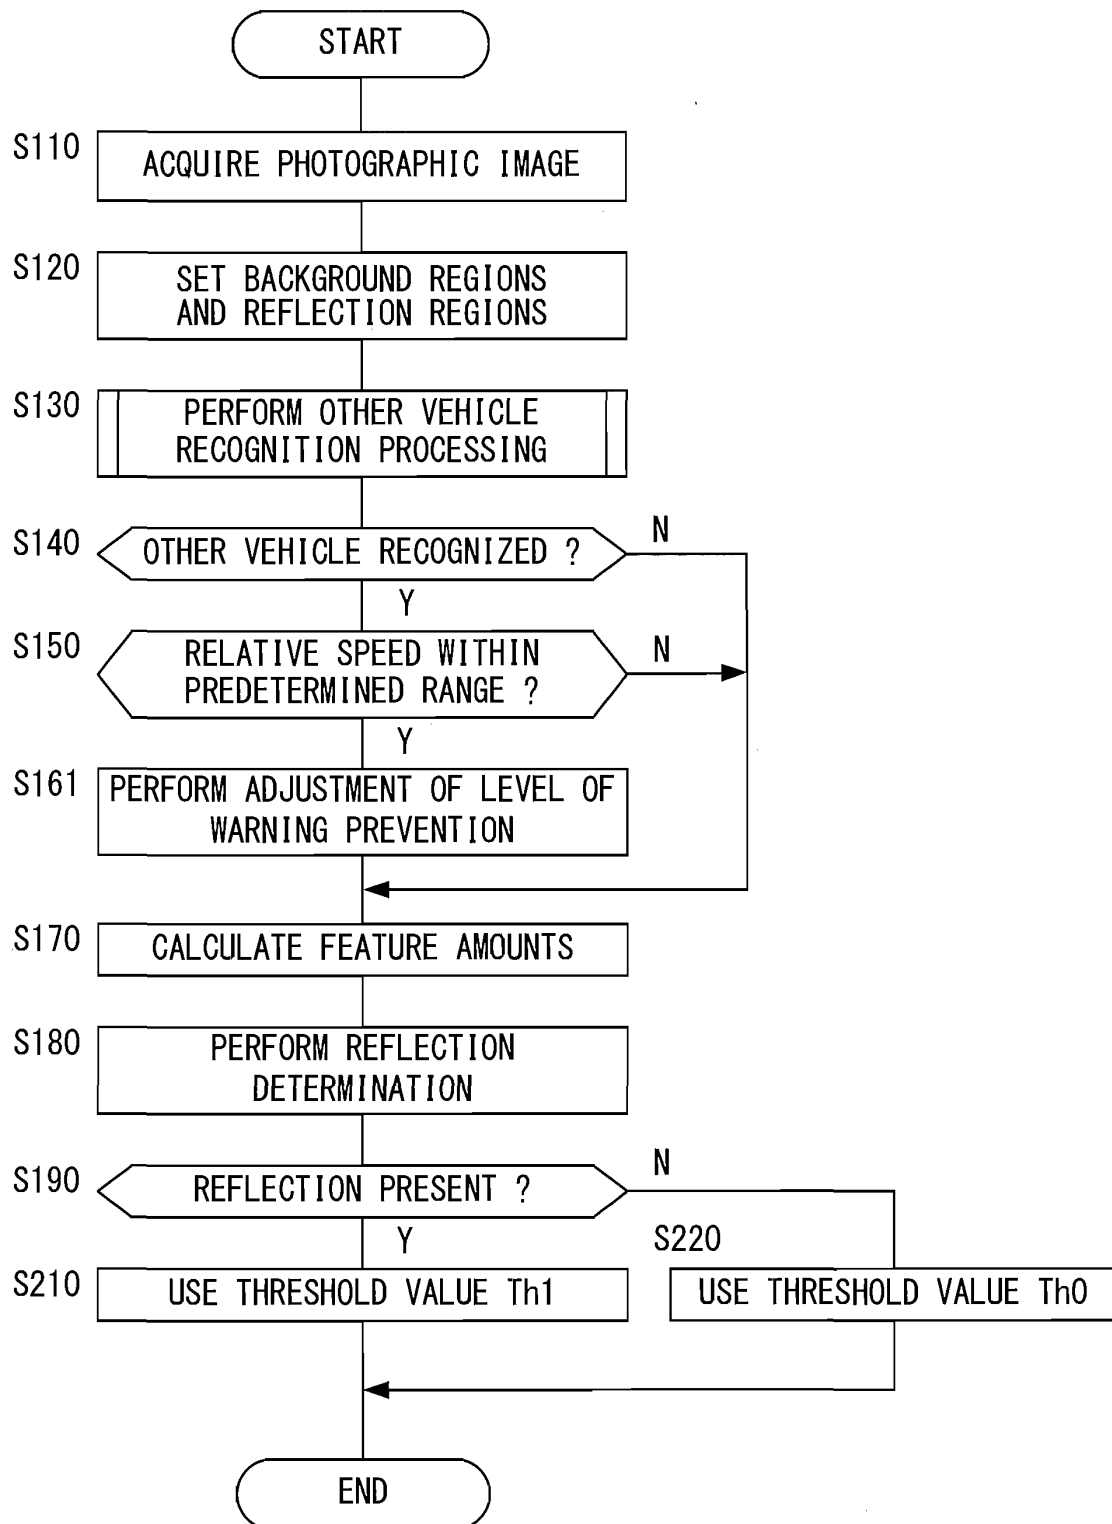 START
S110
ACQUIRE PHOTOGRAPHIC IMAGE
S120
SET BACKGROUND REGIONS
AND REFLECTION REGIONS
S130
PERFORM OTHER VEHICLE
RECOGNITION PROCESSING
S140
OTHER VEHICLE RECOGNIZED ?
N
Y
S150
RELATIVE SPEED WITHIN
PREDETERMINED RANGE ?
N
Y
S161
PERFORM ADJUSTMENT OF LEVEL OF
WARNING PREVENTION
S170
CALCULATE FEATURE AMOUNTS
S180
PERFORM REFLECTION
DETERMINATION
S190
REFLECTION PRESENT ?
N
Y
S210
USE THRESHOLD VALUE Th1
S220
USE THRESHOLD VALUE Th0
END